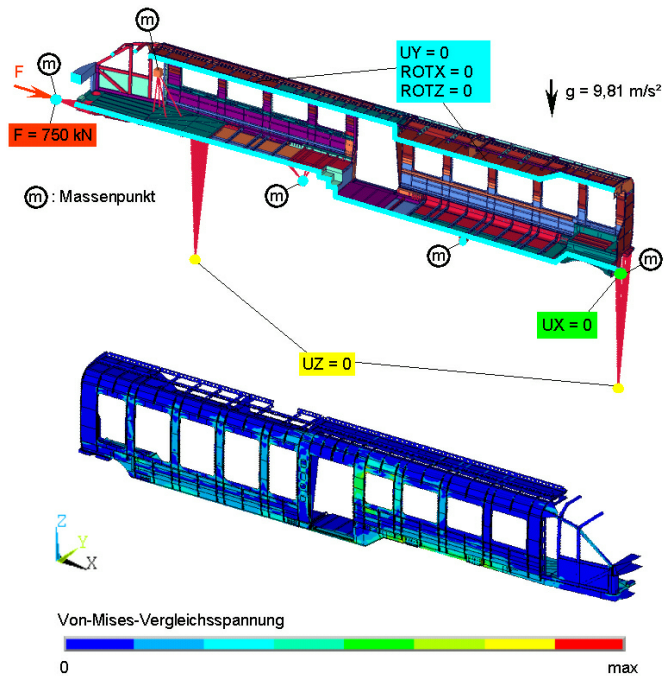 m
m
F
UY = 0
ROTX = 0
ROTZ = 0
g = 9,81 m/s²
F = 750 kN
m : Massenpunkt
m
m
m
UX = 0
UZ = 0
Z
Y
X
Von-Mises-Vergleichsspannung
0 max